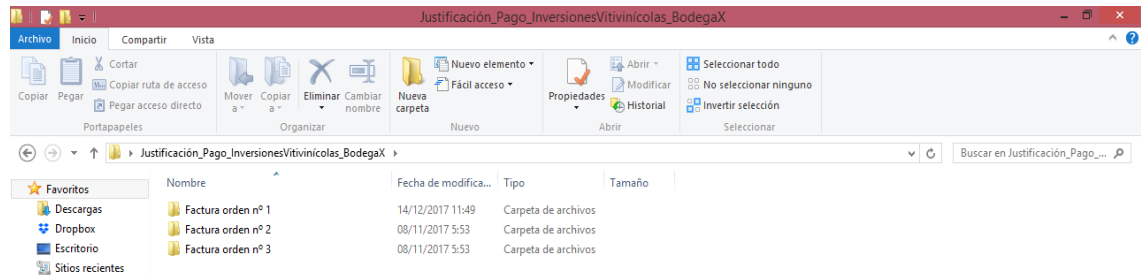 Justificación_Pago_InversionesVitivinícolas_BodegaX
Archivo Inicio Compartir Vista
Copiar
Pegar
Cortar
Copiar ruta de acceso
Pegar acceso directo
Portapapeles
Mover a
Copiar a
Eliminar
Cambiar nombre
Organizar
Nueva carpeta
Nuevo elemento
Fácil acceso
Nuevo
Propiedades
Abrir
Modificar
Historial
Abrir
Seleccionar todo
No seleccionar ninguno
Invertir selección
Seleccionar
Justificación_Pago_InversionesVitivinícolas_BodegaX
Buscar en Justificación_Pago_...
Favoritos
Descargas
Dropbox
Escritorio
Sitios recientes
Nombre Fecha de modifica... Tipo Tamaño
Factura orden nº 1 14/12/2017 11:49 Carpeta de archivos
Factura orden nº 2 08/11/2017 5:53 Carpeta de archivos
Factura orden nº 3 08/11/2017 5:53 Carpeta de archivos